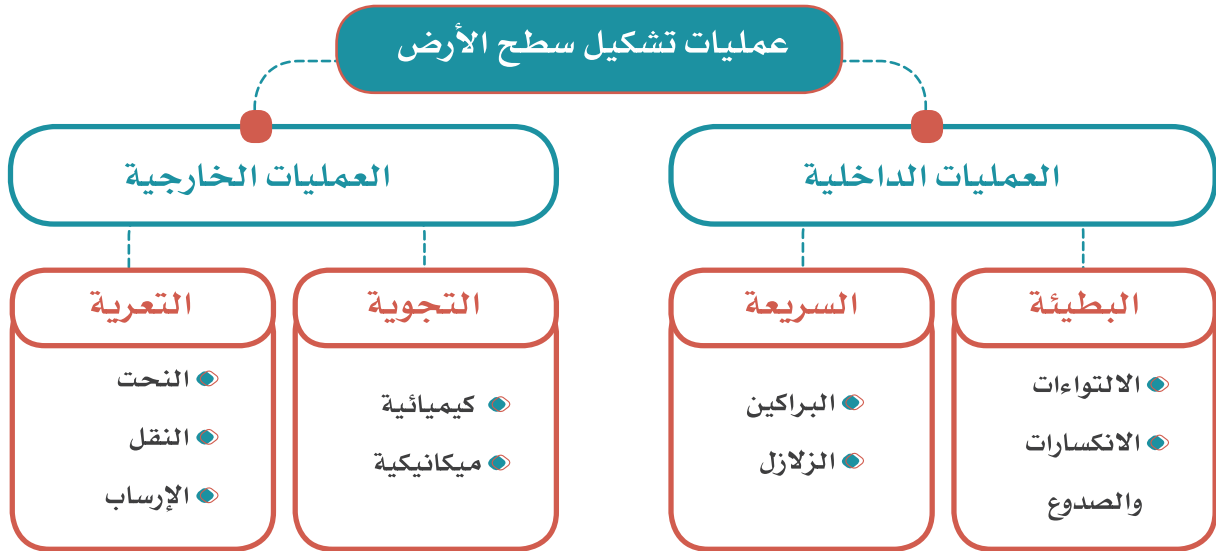 عمليات تشكيل سطح الأرض
العمليات الداخلية
العمليات الخارجية
البطيئة
الالتواءات
الانكسارات
والصدوع
السريعة
البراكين
الزلازل
التجوية
كيميائية
ميكانيكية
التعرية
النحت
النقل
الإرساب